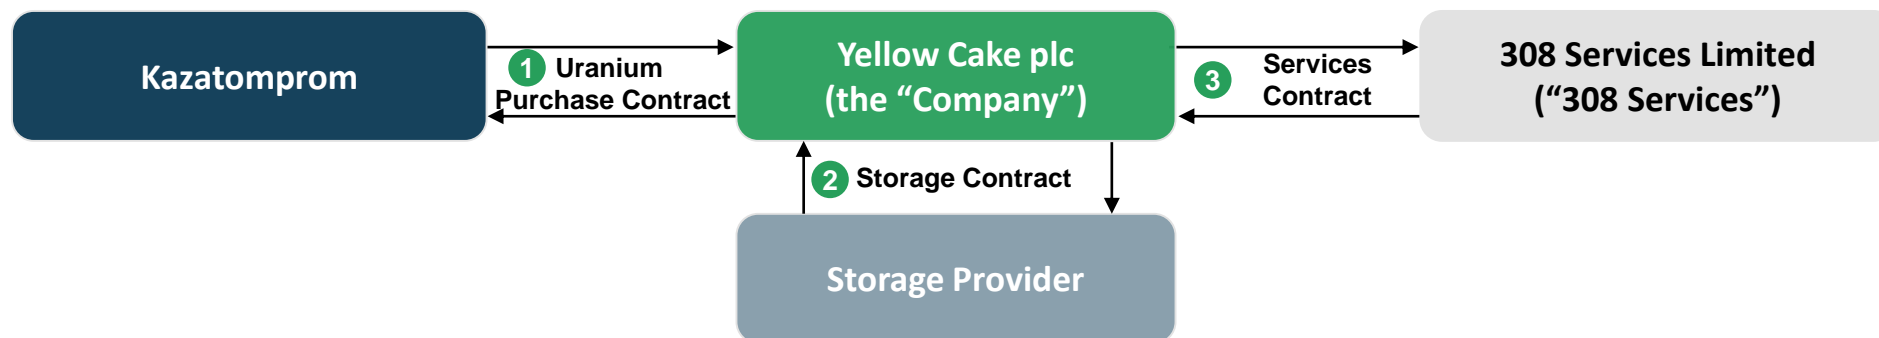 Kazatomprom
1 Uranium
Purchase Contract
Yellow Cake plc
(the “Company”)
3 Services
Contract
308 Services Limited
(“308 Services”)
2 Storage Contract
Storage Provider